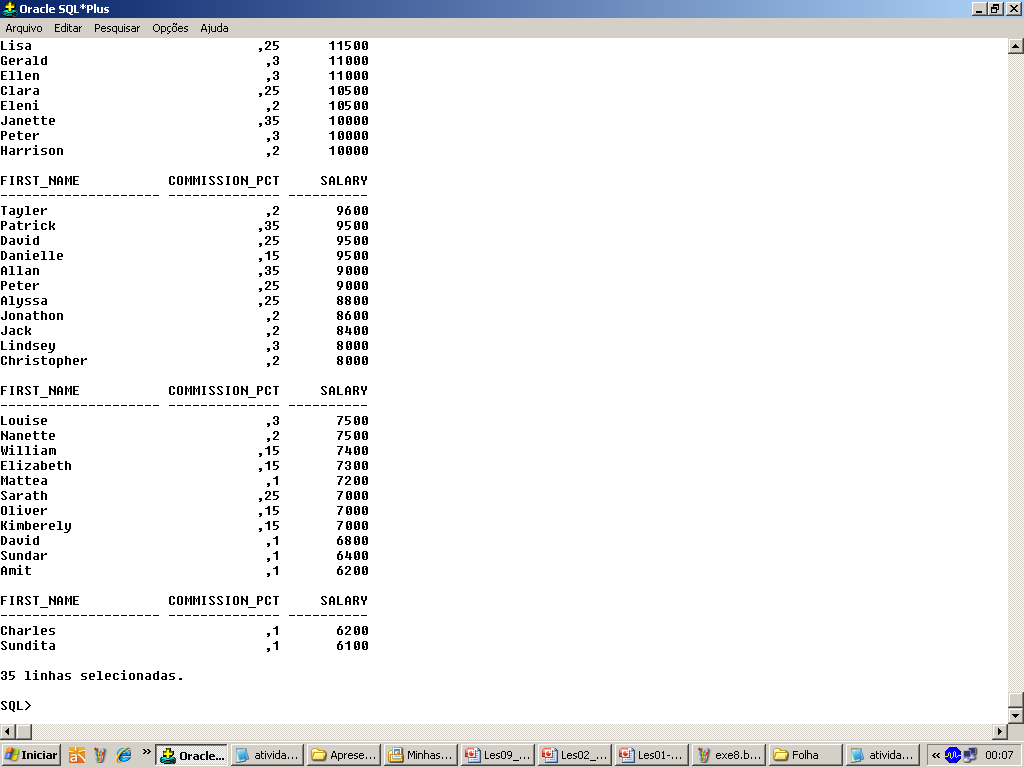 Oracle SQL*Plus
Arquivo Editar Pesquisar Opções Ajuda
Lisa ,25 11500
Gerald ,3 11000
Ellen ,3 11000
Clara ,25 10500
Eleni ,2 10500
Janette ,35 10000
Peter ,3 10000
Harrison ,2 10000
FIRST_NAME COMMISSION_PCT SALARY
-------------------- -------------- ----------
Tayler ,2 9600
Patrick ,35 9500
David ,25 9500
Danielle ,15 9500
Allan ,35 9000
Peter ,25 9000
Alyssa ,25 8800
Jonathon ,2 8600
Jack ,2 8400
Lindsey ,3 8000
Christopher ,2 8000
FIRST_NAME COMMISSION_PCT SALARY
-------------------- -------------- ----------
Louise ,3 7500
Nanette ,2 7500
William ,15 7400
Elizabeth ,15 7300
Mattea ,1 7200
Sarath ,25 7000
Oliver ,15 7000
Kimberely ,15 7000
David ,1 6800
Sundar ,1 6400
Amit ,1 6200
FIRST_NAME COMMISSION_PCT SALARY
-------------------- -------------- ----------
Charles ,1 6200
Sundita ,1 6100
35 linhas selecionadas.
SQL>
Iniciar » Oracle... ativida... Aprese... Minhas... Les09_... Les02_... Les01-... exe8.b... Folha ativida... « 00:07